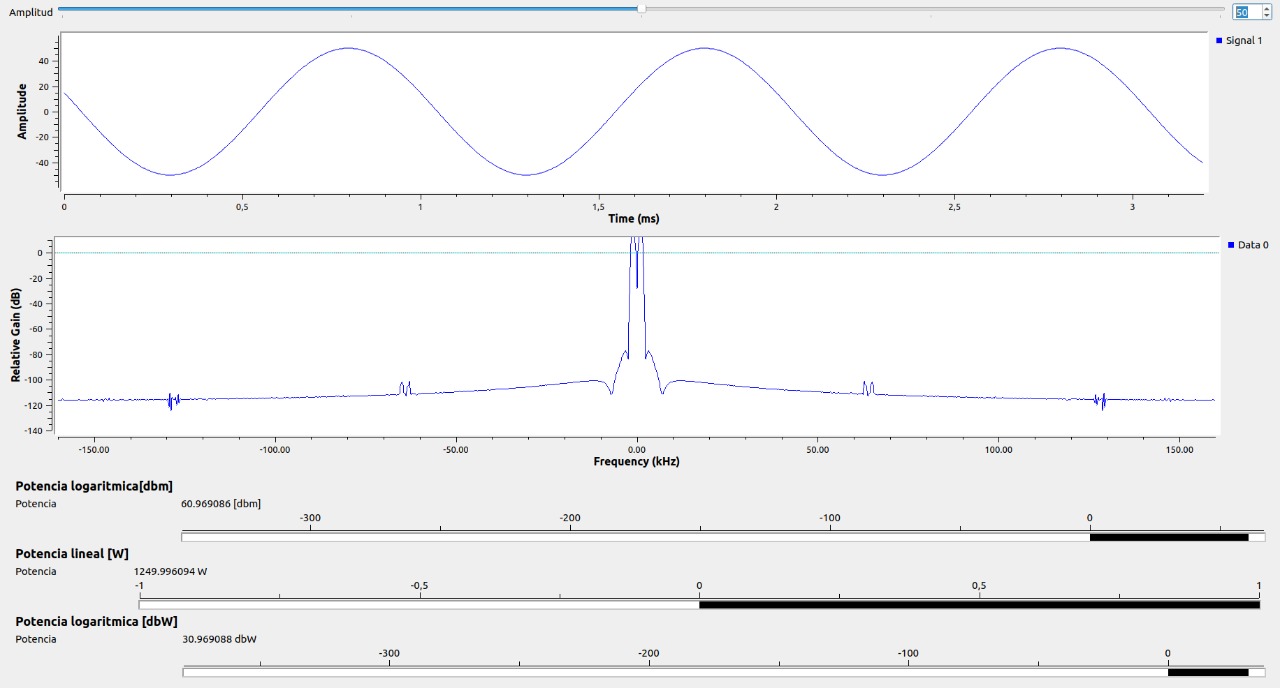 Amplitud 50
Signal 1
Amplitude
40
20
0
-20
-40
0 0,5 1 1,5 2 2,5 3
Time (ms)
Data 0
Relative Gain (dB)
0
-20
-40
-60
-80
-100
-120
-140
-150.00 -100.00 -50.00 0.00 50.00 100.00 150.00
Frequency (kHz)
Potencia logaritmica[dbm]
Potencia 60.969086 [dbm]
-300 -200 -100 0
Potencia lineal [W]
Potencia 1249.996094 W
-1 -0,5 0 0,5 1
Potencia logaritmica [dbW]
Potencia 30.969088 dbW
-300 -200 -100 0